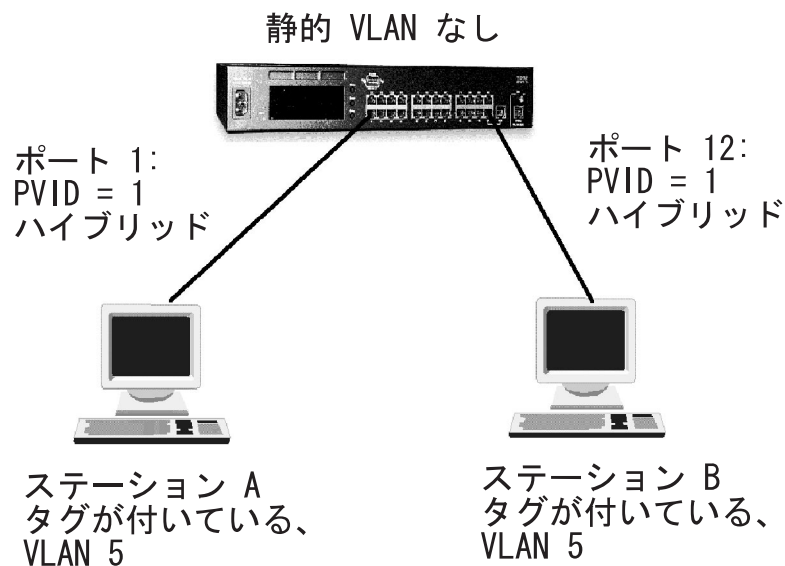 静的 VLAN なし
ポート 1:
PVID = 1
ハイブリッド
ポート 12:
PVID = 1
ハイブリッド
ステーション A
タグが付いている、
VLAN 5
ステーション B
タグが付いている、
VLAN 5